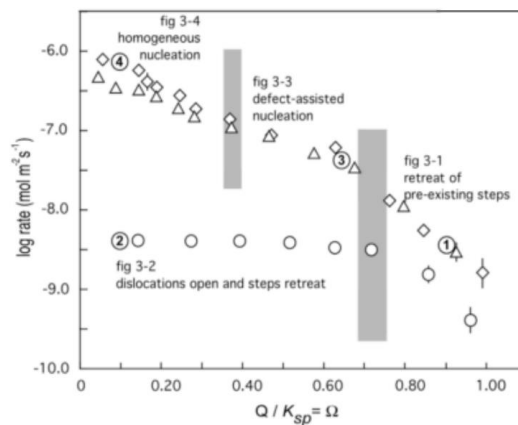 fig 3-4
homogeneous
nucleation
4
fig 3-3
defect-assisted
nucleation
3
fig 3-1
retreat of
pre-existing steps
1
2
fig 3-2
dislocations open and steps retreat
-6.0
-7.0
-8.0
-9.0
-10.0
log rate (mol m⁻² s⁻¹)
0 0.20 0.40 0.60 0.80 1.00
Q / Ksp= Ω